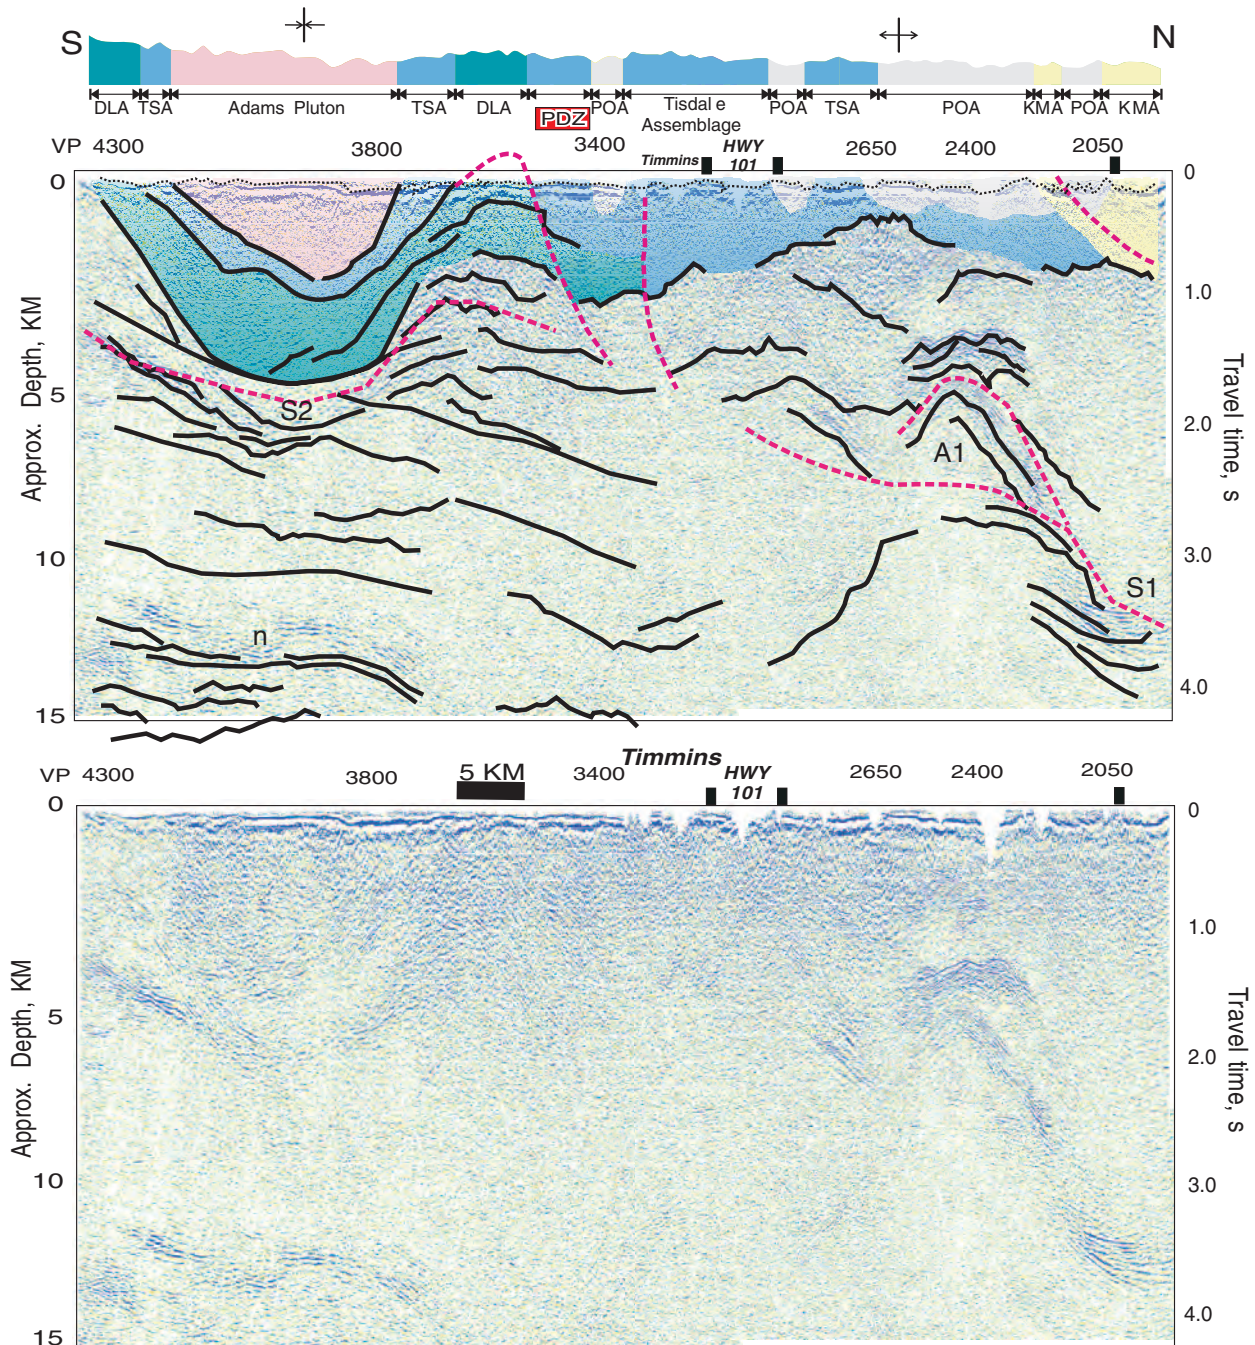 S N
DLA TSA Adams Pluton TSA DLA PDZ POA Tisdal e Assemblage POA TSA POA KMA POA KMA
VP 4300 3800 3400 Timmins HWY 101 2650 2400 2050
0 0
1.0
5
2.0
10 3.0
4.0
15
Approx. Depth, KM
Travel time, s
S2
A1
S1
n
Timmins
VP 4300 3800 5 KM 3400 HWY 101 2650 2400 2050
0 0
1.0
5
2.0
10 3.0
4.0
15
Approx. Depth, KM
Travel time, s